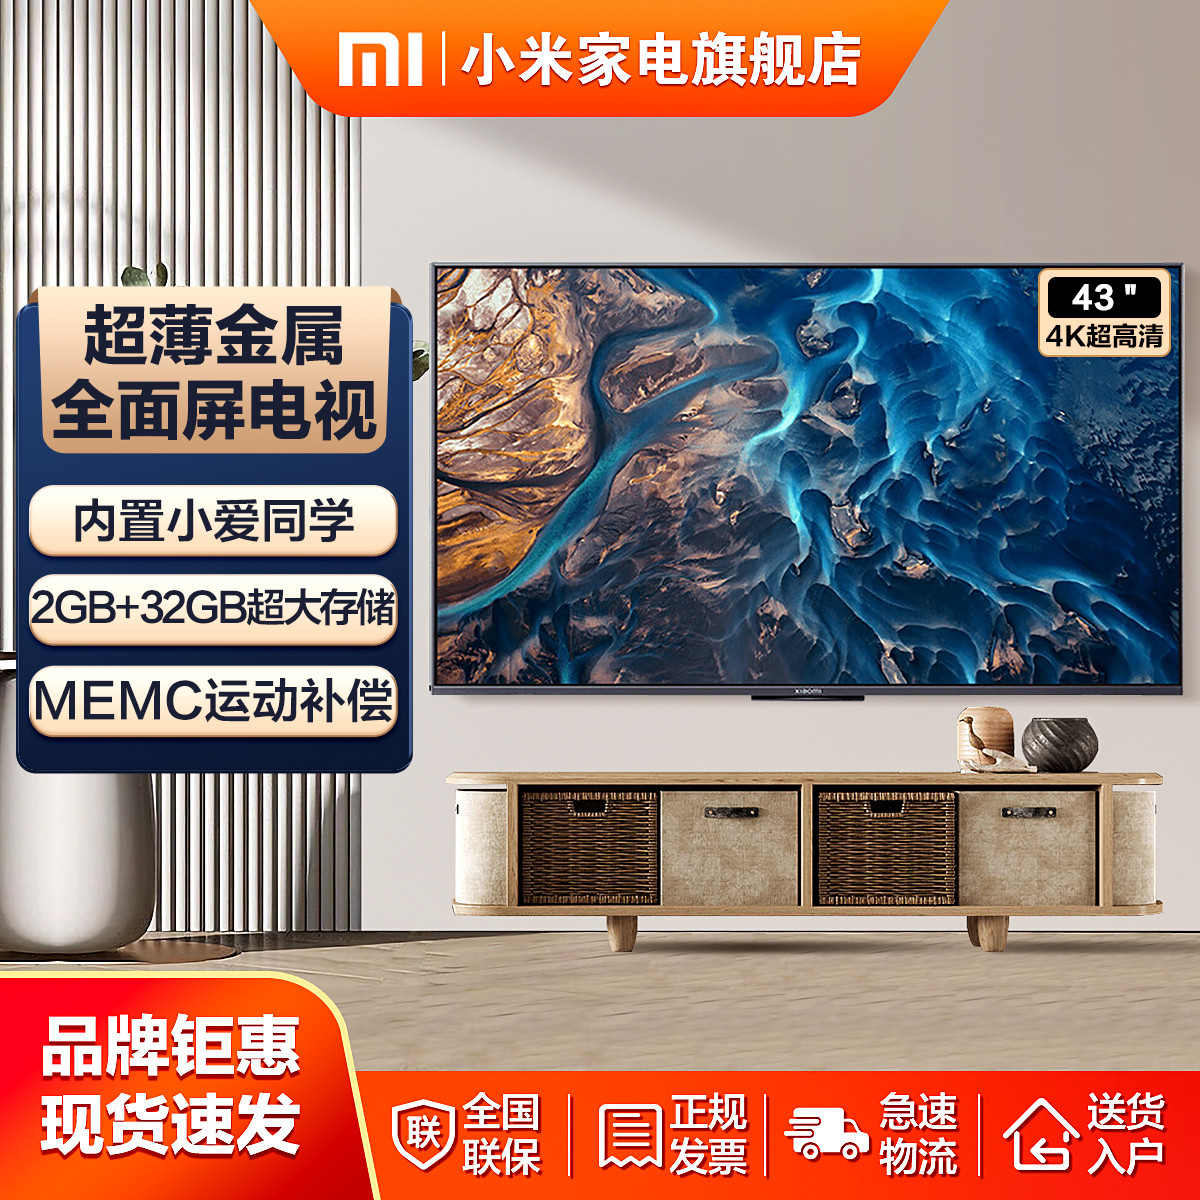 MI 小米家电旗舰店
超薄金属
全面屏电视
内置小爱同学
2GB+32GB超大存储
MEMC运动补偿
43"
4K超高清
xiaomi
品牌钜惠
现货速发
联 全国
联保
正规
发票
急速
物流
送货
入户